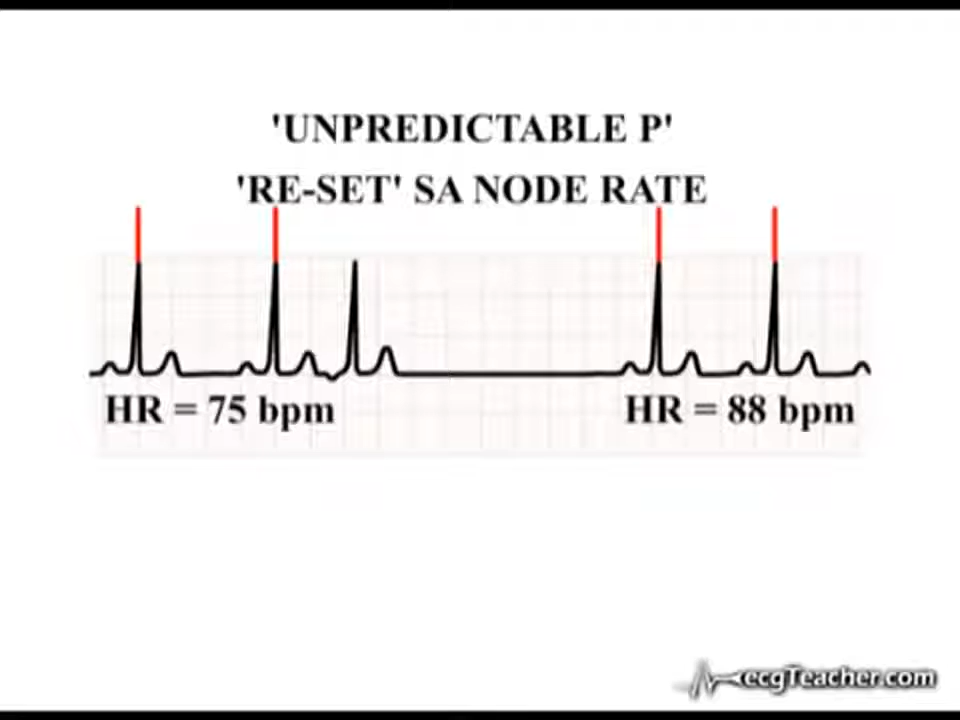 'UNPREDICTABLE P'
'RE-SET' SA NODE RATE
HR = 75 bpm
HR = 88 bpm
ecgTeacher.com